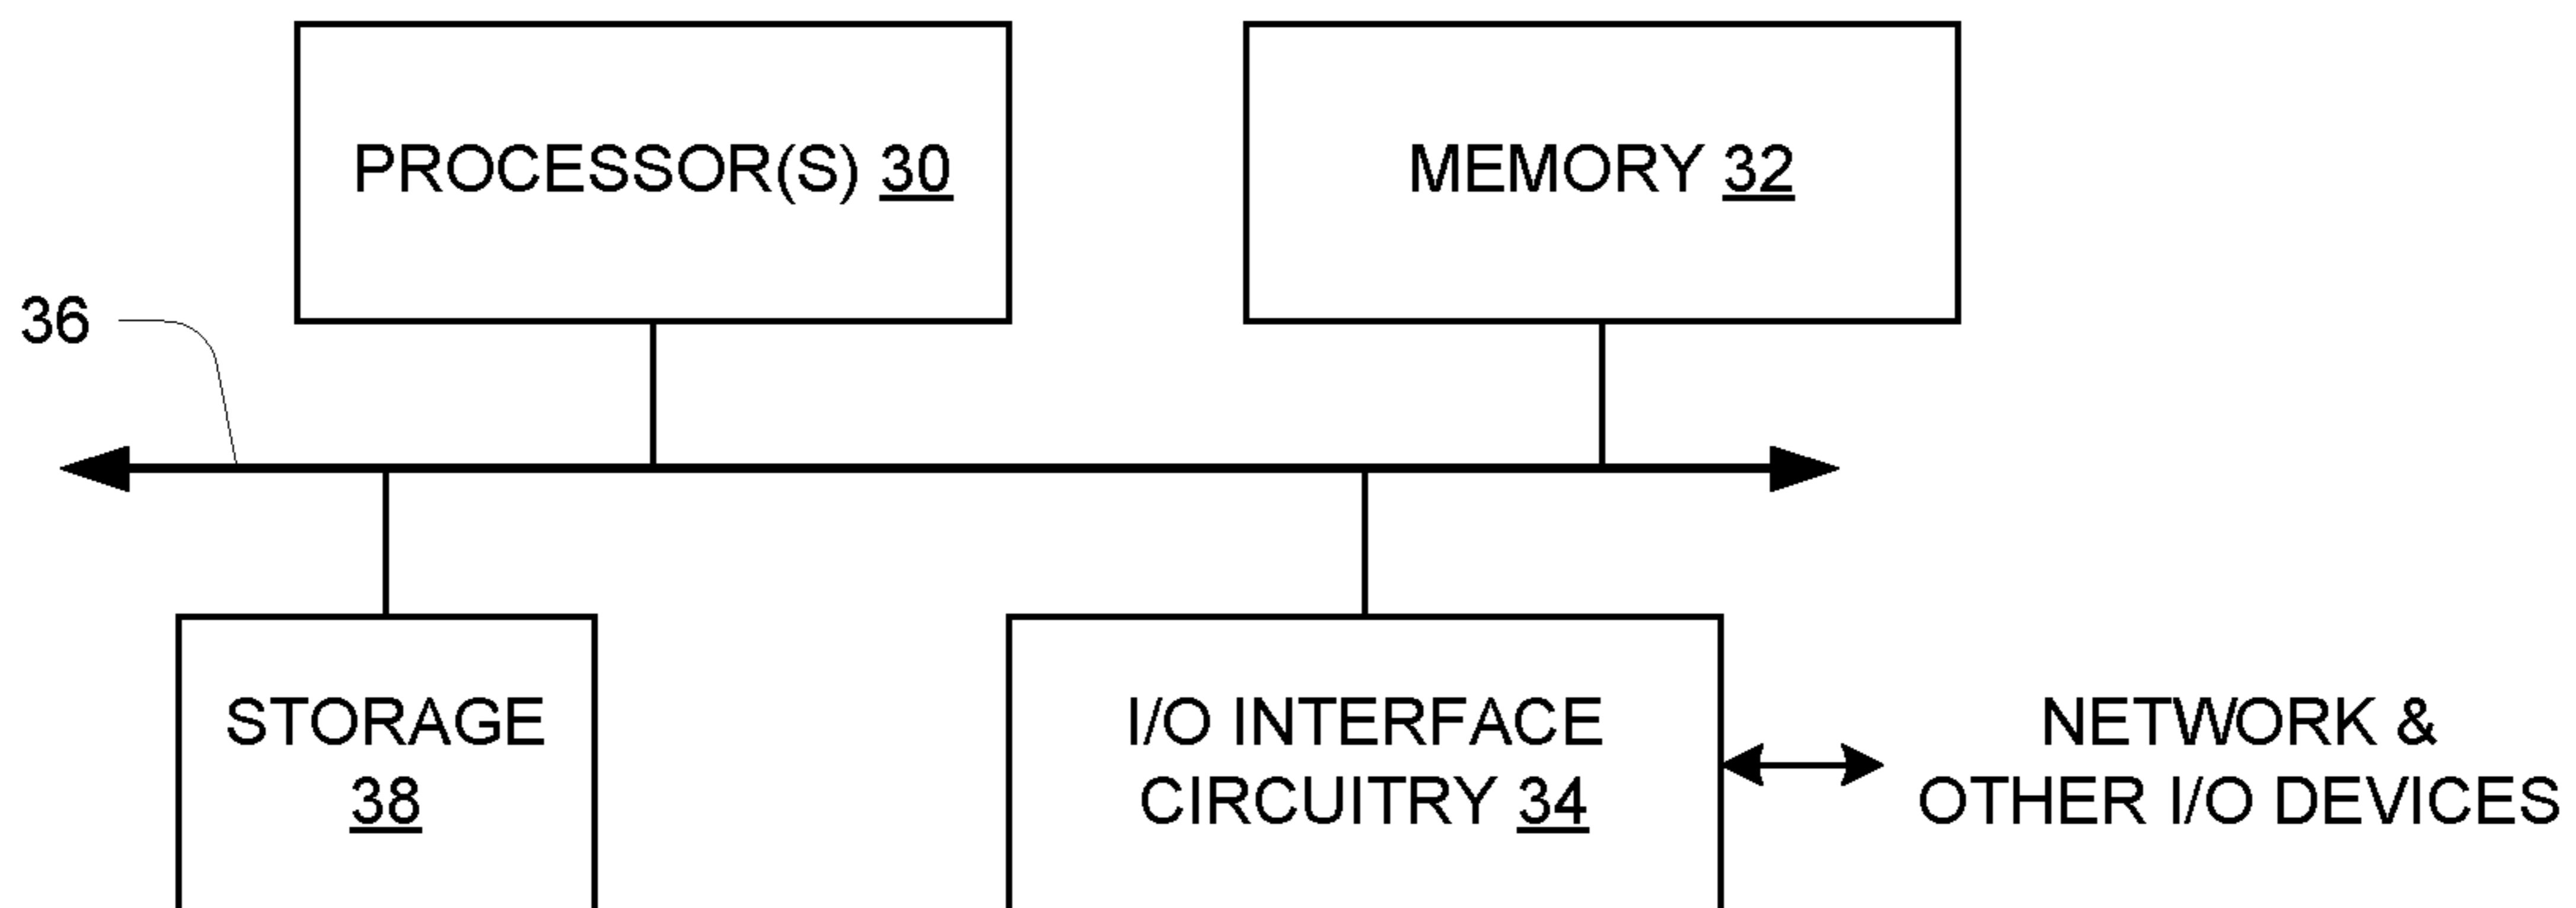 PROCESSOR(S) 30
MEMORY 32
36
STORAGE
38
I/O INTERFACE
CIRCUITRY 34
NETWORK &
OTHER I/O DEVICES